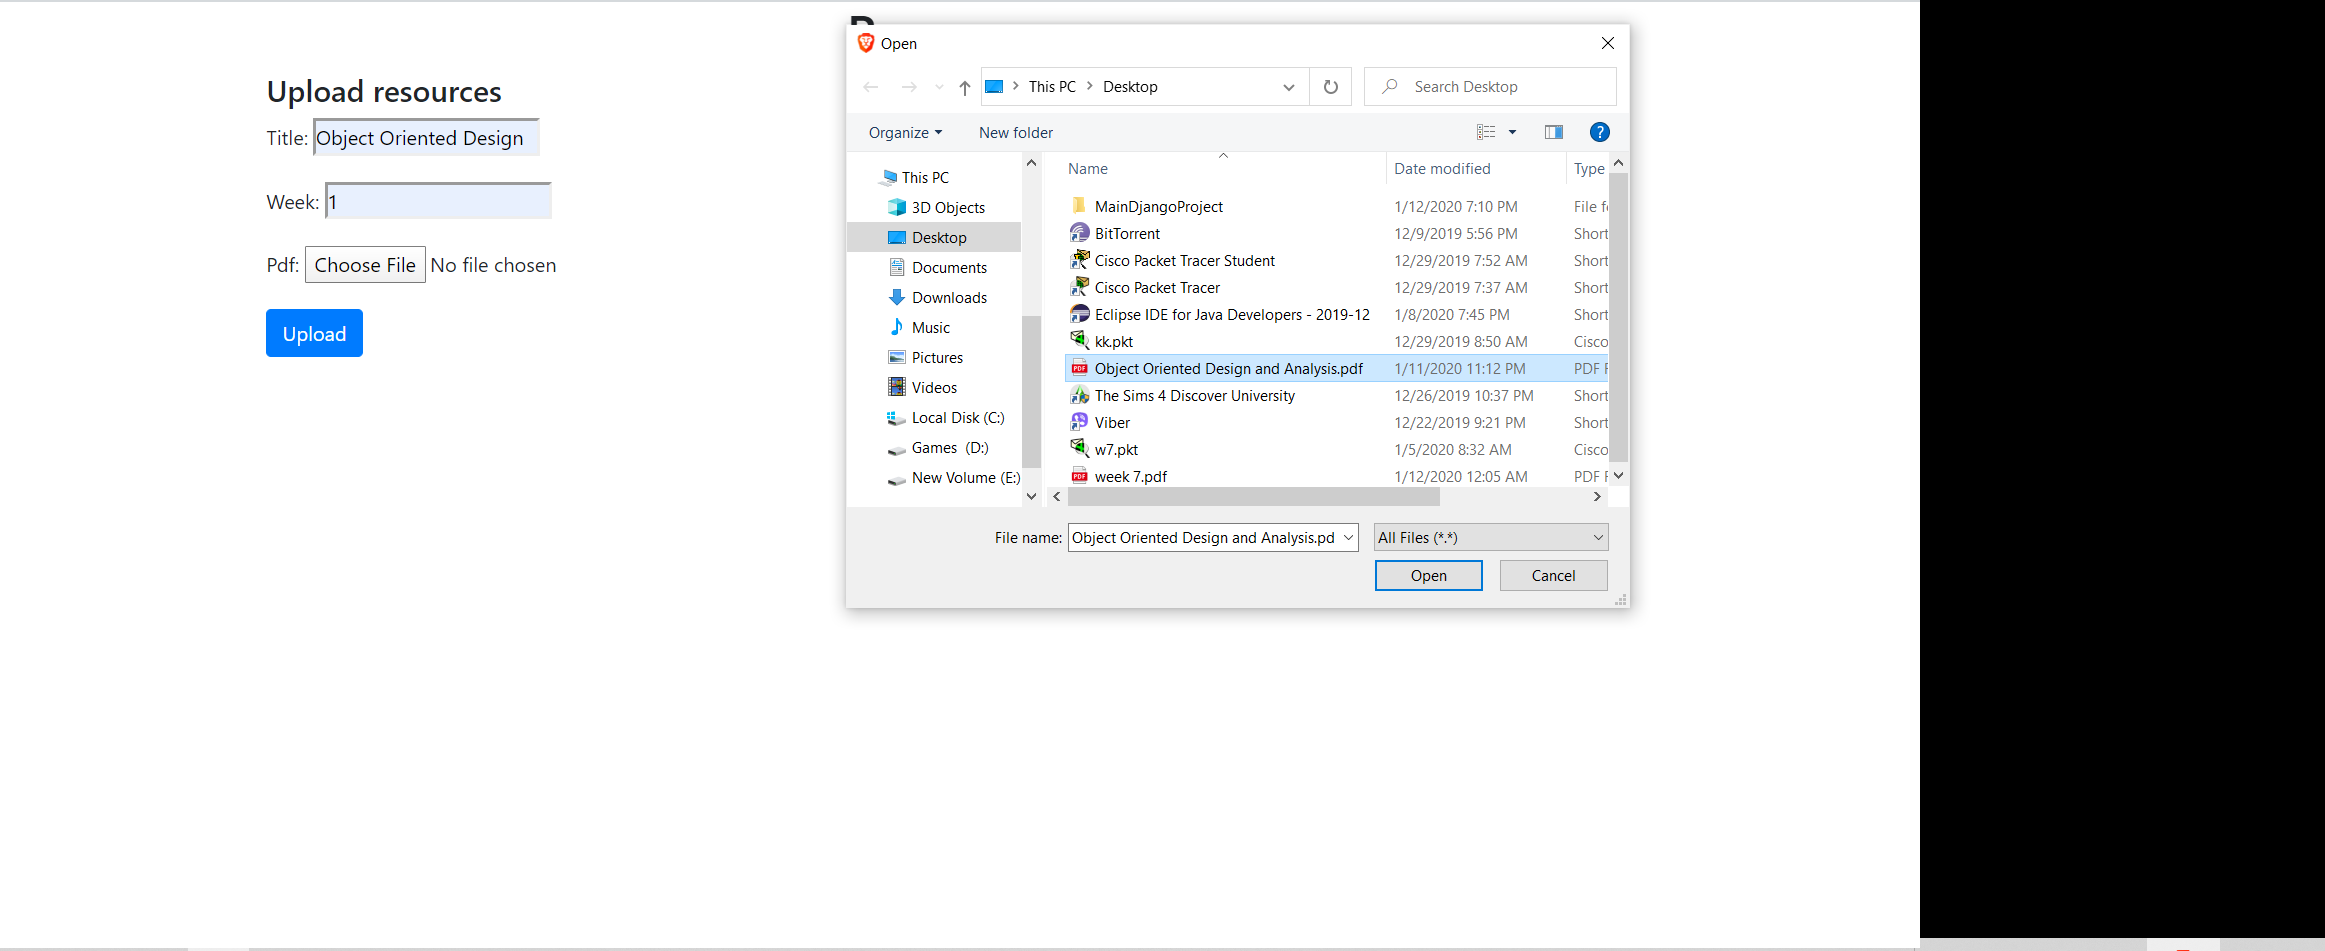 Upload resources
Title: Object Oriented Design
Week: 1
Pdf: Choose File No file chosen
Upload
Open
This PC Desktop
Search Desktop
Organize New folder
?
This PC
3D Objects
Desktop
Documents
Downloads
Music
Pictures
Videos
Local Disk (C:)
Games (D:)
New Volume (E:)
Name Date modified Type
MainDjangoProject 1/12/2020 7:10 PM File f
BitTorrent 12/9/2019 5:56 PM Short
Cisco Packet Tracer Student 12/29/2019 7:52 AM Short
Cisco Packet Tracer 12/29/2019 7:37 AM Short
Eclipse IDE for Java Developers - 2019-12 1/8/2020 7:45 PM Short
kk.pkt 12/29/2019 8:50 AM Cisco
Object Oriented Design and Analysis.pdf 1/11/2020 11:12 PM PDF F
The Sims 4 Discover University 12/26/2019 10:37 PM Short
Viber 12/22/2019 9:21 PM Short
w7.pkt 1/5/2020 8:32 AM Cisco
week 7.pdf 1/12/2020 12:05 AM PDF F
File name: Object Oriented Design and Analysis.pd All Files (*.*)
Open Cancel